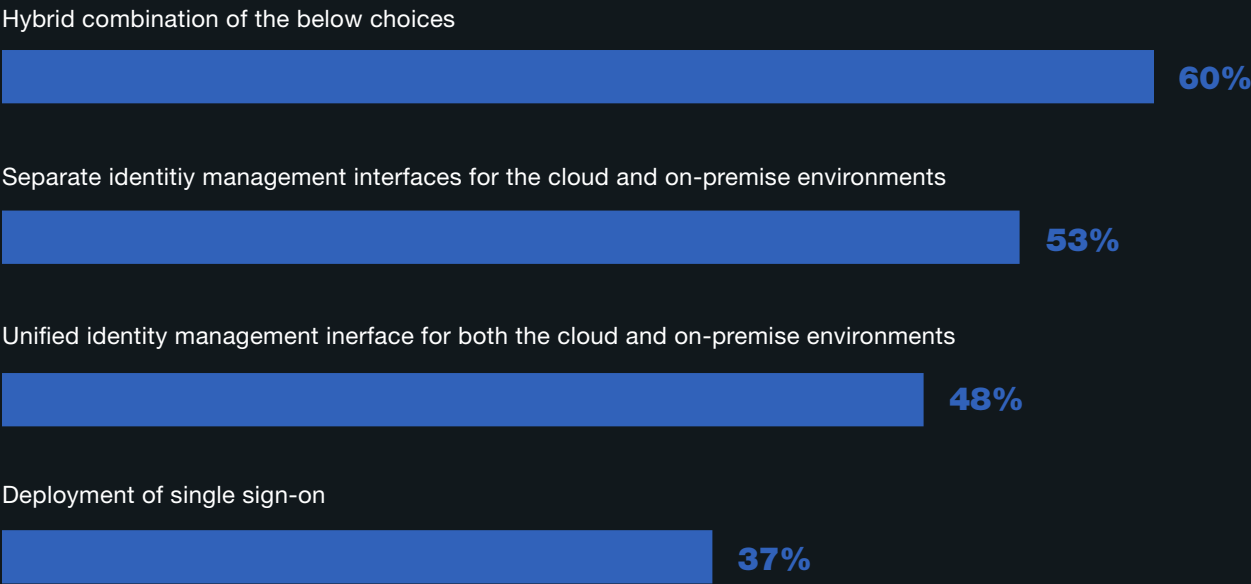 Hybrid combination of the below choices
60%
Separate identitiy management interfaces for the cloud and on-premise environments
53%
Unified identity management inerface for both the cloud and on-premise environments
48%
Deployment of single sign-on
37%